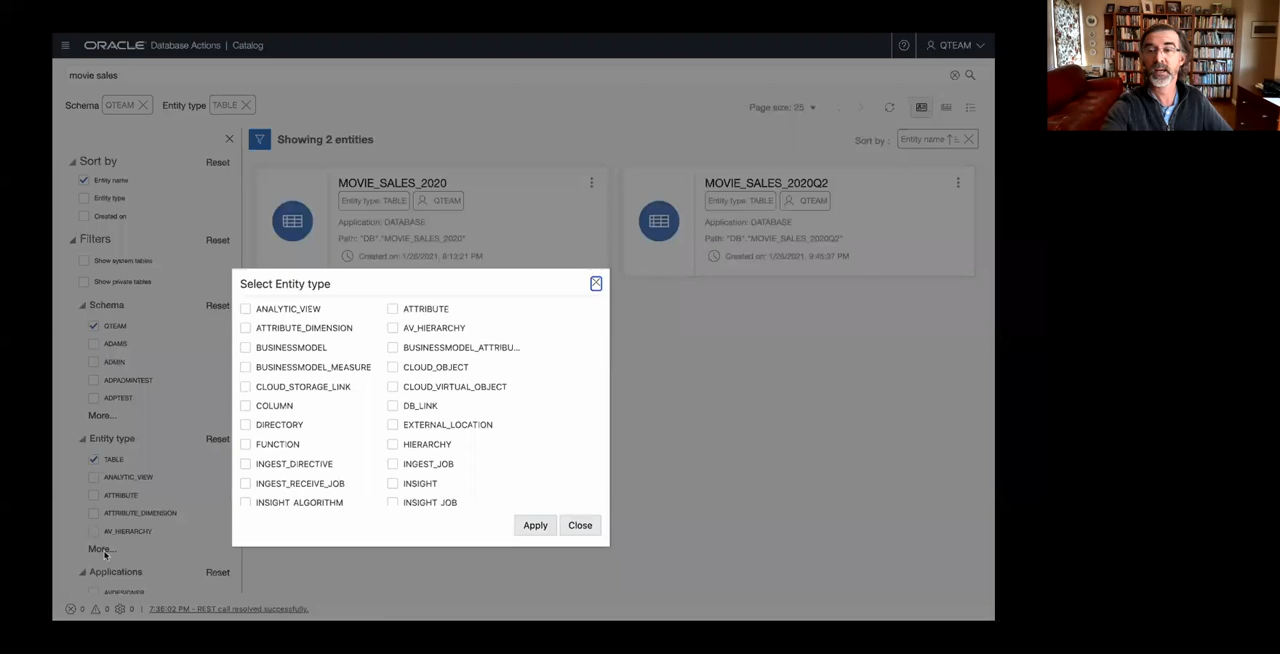 ORACLE Database Actions | Catalog
QTEAM
movie sales
Schema QTEAM Entity type TABLE
Page size: 25
Showing 2 entities
Sort by : Entity name
Sort by Reset
Entity name
Entity type
Created on
Filters Reset
Show system tables
Show private tables
Schema Reset
QTEAM
ADAMS
ADMIN
ADPADMINTEST
ADPTEST
More...
Entity type Reset
TABLE
ANALYTIC_VIEW
ATTRIBUTE
ATTRIBUTE_DIMENSION
AV_HIERARCHY
More...
Applications Reset
AVDESIGNER
MOVIE_SALES_2020
Entity type: TABLE QTEAM
Application: DATABASE
Path: "DB"."MOVIE_SALES_2020"
Created on: 1/26/2021, 8:13:21 PM
MOVIE_SALES_2020Q2
Entity type: TABLE QTEAM
Application: DATABASE
Path: "DB"."MOVIE_SALES_2020Q2"
Created on: 1/26/2021, 9:45:37 PM
Select Entity type
ANALYTIC_VIEW ATTRIBUTE
ATTRIBUTE_DIMENSION AV_HIERARCHY
BUSINESSMODEL BUSINESSMODEL_ATTRIBU...
BUSINESSMODEL_MEASURE CLOUD_OBJECT
CLOUD_STORAGE_LINK CLOUD_VIRTUAL_OBJECT
COLUMN DB_LINK
DIRECTORY EXTERNAL_LOCATION
FUNCTION HIERARCHY
INGEST_DIRECTIVE INGEST_JOB
INGEST_RECEIVE_JOB INSIGHT
INSIGHT_ALGORITHM INSIGHT_JOB
Apply Close
0 0 0 | 7:36:02 PM - REST call resolved successfully.